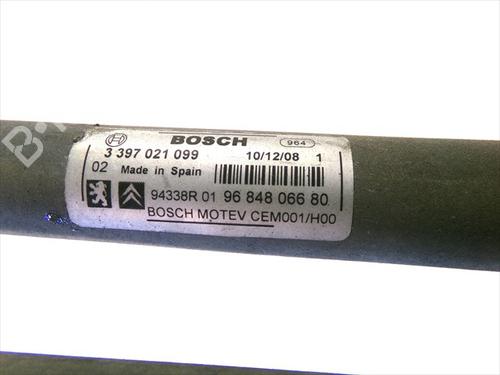 BOSCH 964
3 397 021 099 10/12/08 1
02 Made in Spain
94338R 01 96 848 066 80
BOSCH MOTEV CEM001/H00